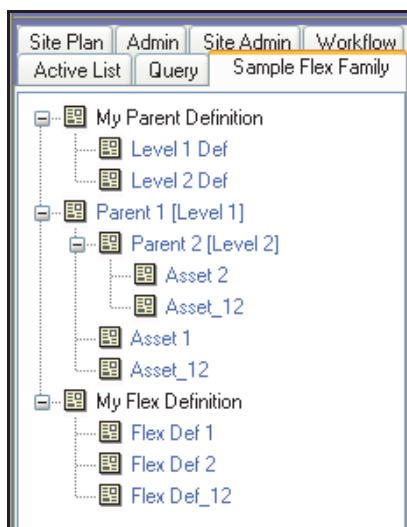 Site Plan Admin Site Admin Workflow
Active List Query Sample Flex Family
My Parent Definition
Level 1 Def
Level 2 Def
Parent 1 [Level 1]
Parent 2 [Level 2]
Asset 2
Asset_12
Asset 1
Asset_12
My Flex Definition
Flex Def 1
Flex Def 2
Flex Def_12